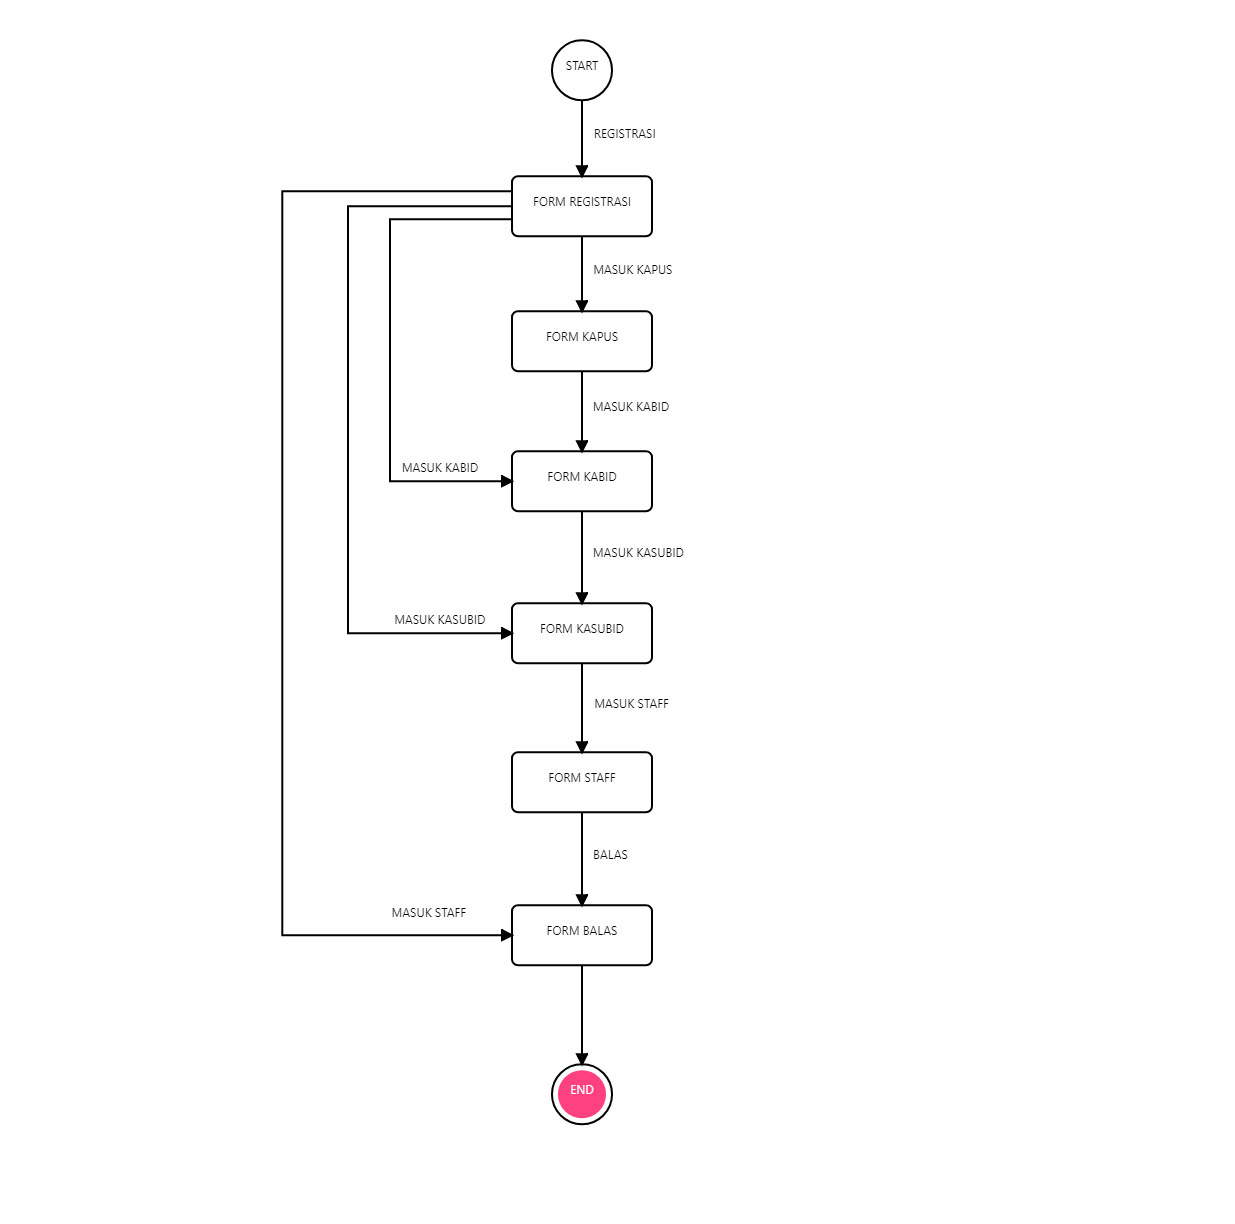 START
REGISTRASI
FORM REGISTRASI
MASUK KAPUS
FORM KAPUS
MASUK KABID
MASUK KABID
FORM KABID
MASUK KASUBID
MASUK KASUBID
FORM KASUBID
MASUK STAFF
FORM STAFF
BALAS
MASUK STAFF
FORM BALAS
END